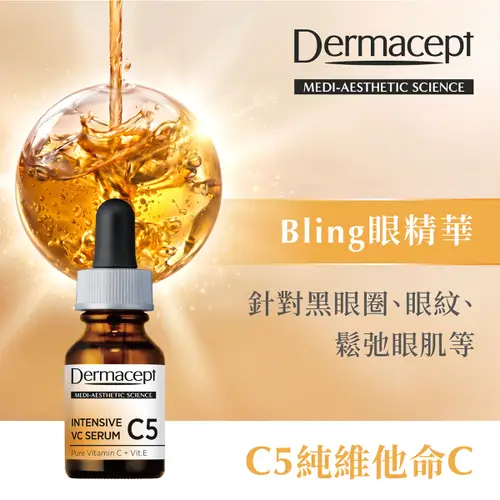 Dermacept
MEDI-AESTHETIC SCIENCE
Bling眼精華
針對黑眼圈、眼紋、
鬆弛眼肌等
Dermacept
MEDI-AESTHETIC SCIENCE
INTENSIVE
VC SERUM C5
Pure Vitamin C + Vit.E
C5純維他命C